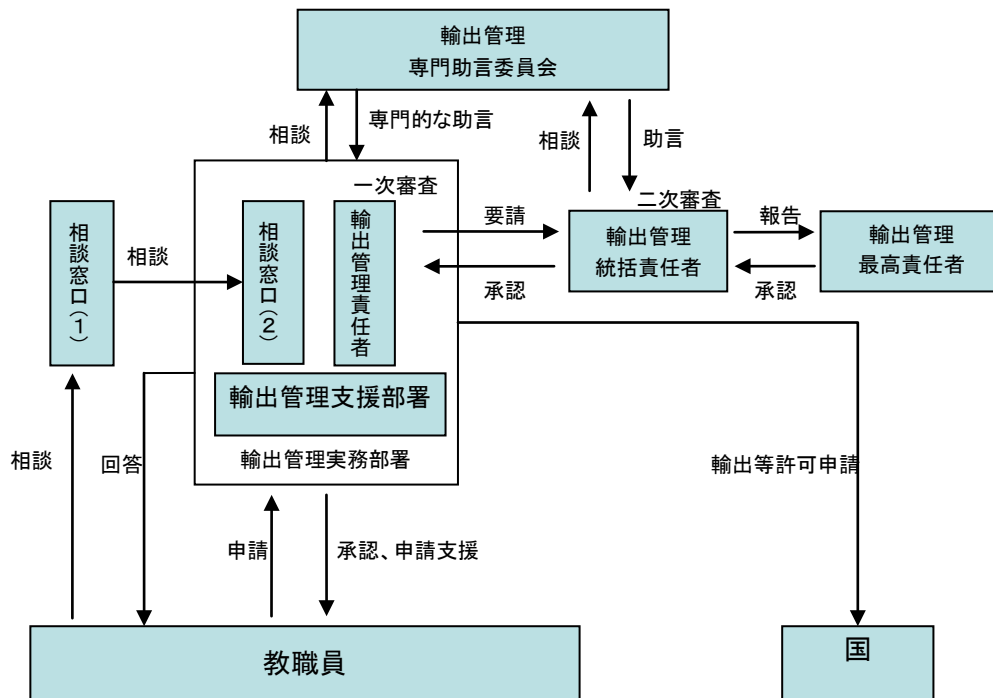 輸出管理
専門助言委員会
相談
専門的な助言
相談
助言
一次審査
二次審査
相談窓口(1)
相談
相談窓口(2)
輸出管理責任者
要請
承認
輸出管理
統括責任者
報告
承認
輸出管理
最高責任者
輸出管理支援部署
輸出管理実務部署
相談
回答
輸出等許可申請
申請
承認、申請支援
教職員
国